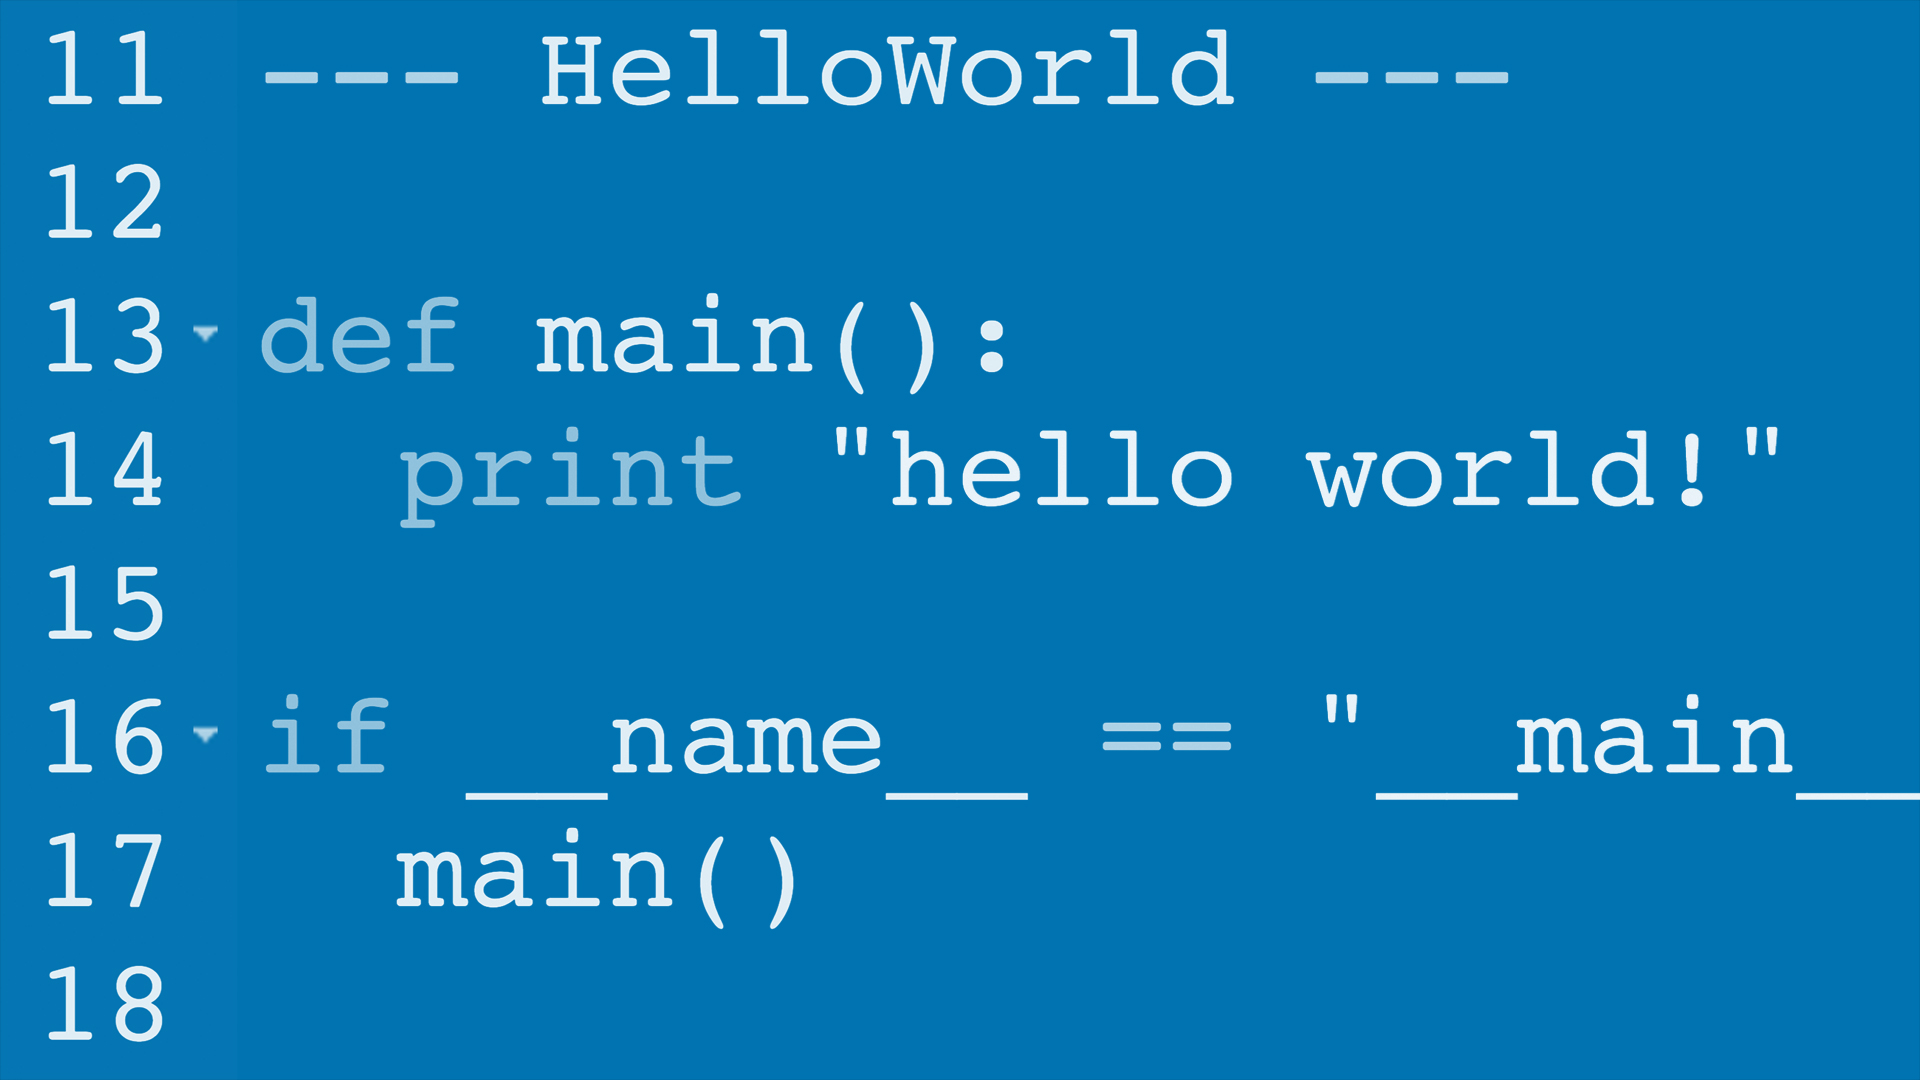 11 --- HelloWorld ---
12
13 def main():
14   print "hello world!"
15
16 if __name__ == "__main__
17   main()
18